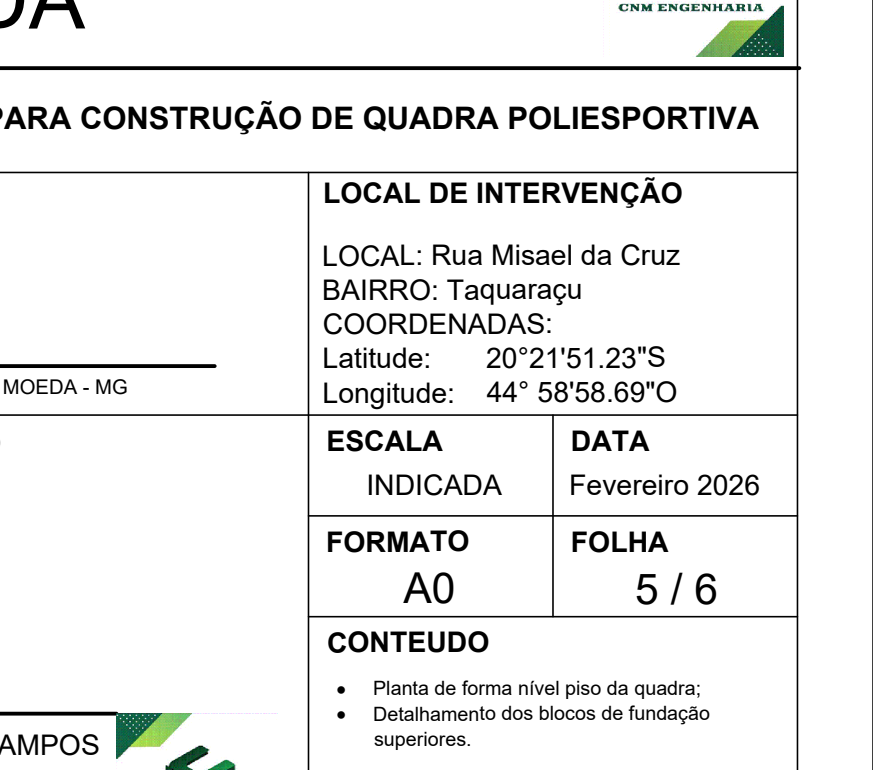 DA
CNM ENGENHARIA
PARA CONSTRUÇÃO DE QUADRA POLIESPORTIVA
LOCAL DE INTERVENÇÃO
LOCAL: Rua Misael da Cruz
BAIRRO: Taquaraçu
COORDENADAS:
Latitude: 20°21'51.23"S
Longitude: 44° 58'58.69"O
MOEDA - MG
ESCALA
INDICADA
DATA
Fevereiro 2026
FORMATO
A0
FOLHA
5 / 6
CONTEUDO
• Planta de forma nível piso da quadra;
• Detalhamento dos blocos de fundação
superiores.
AMPOS